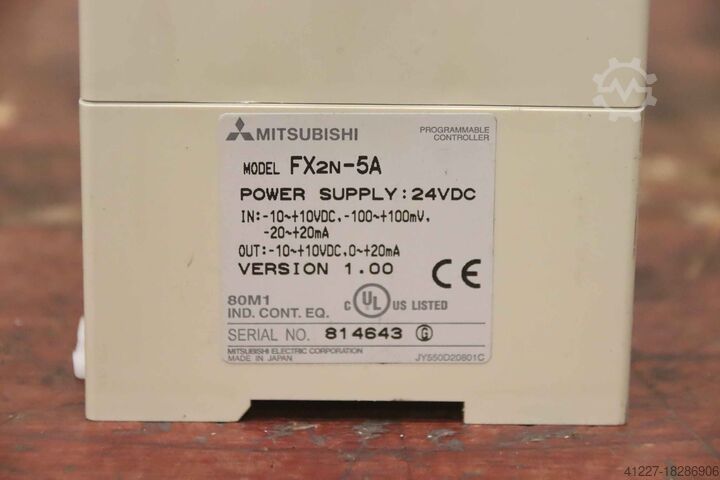 MITSUBISHI
PROGRAMMABLE
CONTROLLER
MODEL FX2N-5A
POWER SUPPLY:24VDC
IN:-10~+10VDC,-100~+100mV,
-20~+20mA
OUT:-10~+10VDC,0~+20mA
VERSION 1.00
CE
80M1
IND. CONT. EQ.
C UL US LISTED
SERIAL NO. 814643 G
MITSUBISHI ELECTRIC CORPORATION
MADE IN JAPAN
JY550D20801C
41227-18286906